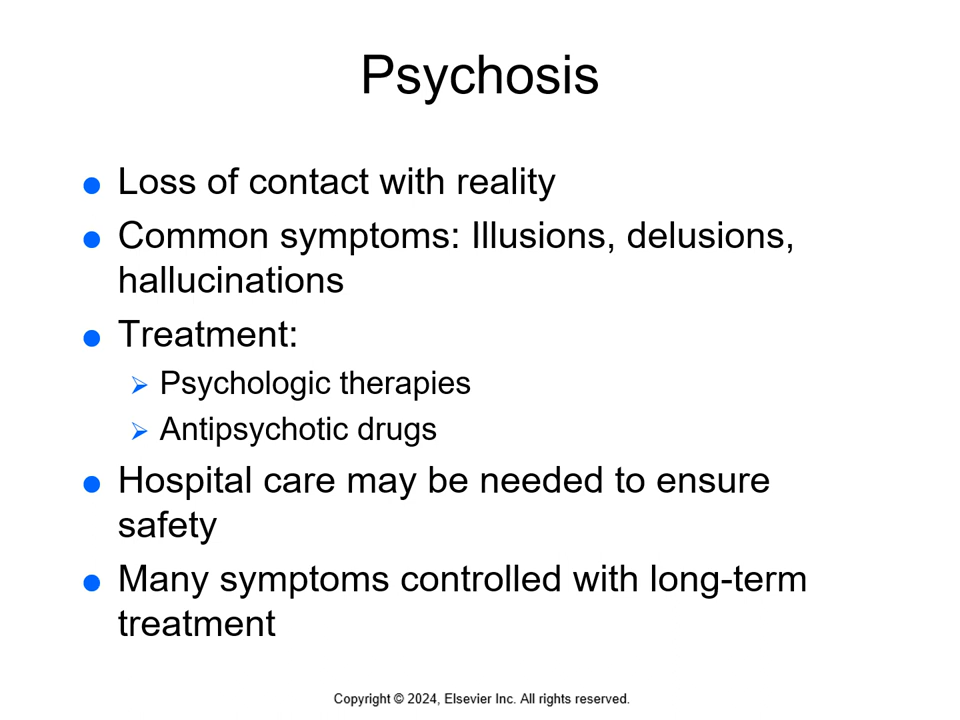 Psychosis
Loss of contact with reality
Common symptoms: Illusions, delusions,
hallucinations
Treatment:
Psychologic therapies
Antipsychotic drugs
Hospital care may be needed to ensure
safety
Many symptoms controlled with long-term
treatment
Copyright © 2024, Elsevier Inc. All rights reserved.